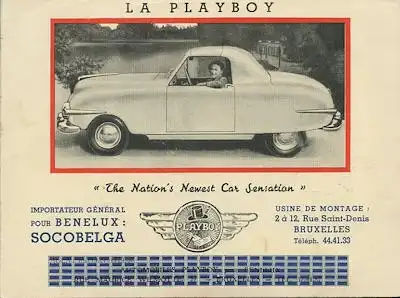 LA PLAYBOY
« The Nation's Newest Car Sensation »
IMPORTATEUR GÉNÉRAL
POUR BENELUX :
SOCOBELGA
PLAYBOY
USINE DE MONTAGE :
2 à 12, Rue Saint-Denis
BRUXELLES
Téléph. 44.41.33